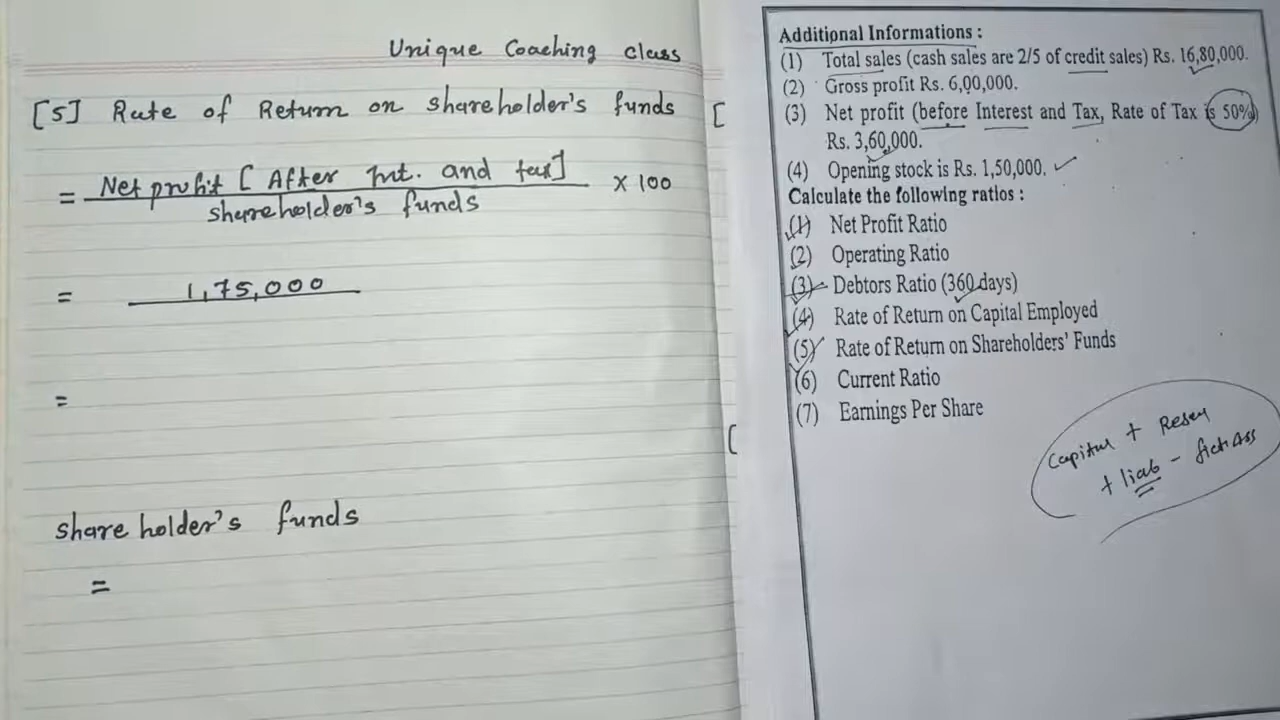 Unique Coaching class
[5] Rate of Return on shareholder's funds [
= Net profit [ After Int. and tax] × 100
shareholder's funds
= 1,75,000
=
share holder's funds
=
[
Additional Informations :
(1) Total sales (cash sales are 2/5 of credit sales) Rs. 16,80,000.
(2) Gross profit Rs. 6,00,000.
(3) Net profit (before Interest and Tax, Rate of Tax is 50%)
Rs. 3,60,000.
(4) Opening stock is Rs. 1,50,000.
Calculate the following ratios :
(1) Net Profit Ratio
(2) Operating Ratio
(3) Debtors Ratio (360 days)
(4) Rate of Return on Capital Employed
(5) Rate of Return on Shareholders' Funds
(6) Current Ratio
(7) Earnings Per Share
Capital + Reser
+ liab - fict Ass